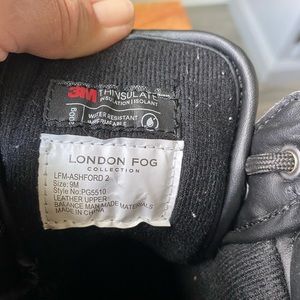 3M THINSULATE
INSULATION | ISOLANT
WATER RESISTANT
LONDON FOG
COLLECTION
LFM-ASHFORD 2
Size: 9M
Style No: PG5510
LEATHER UPPER
BALANCE MAN MADE MATERIALS
MADE IN CHINA